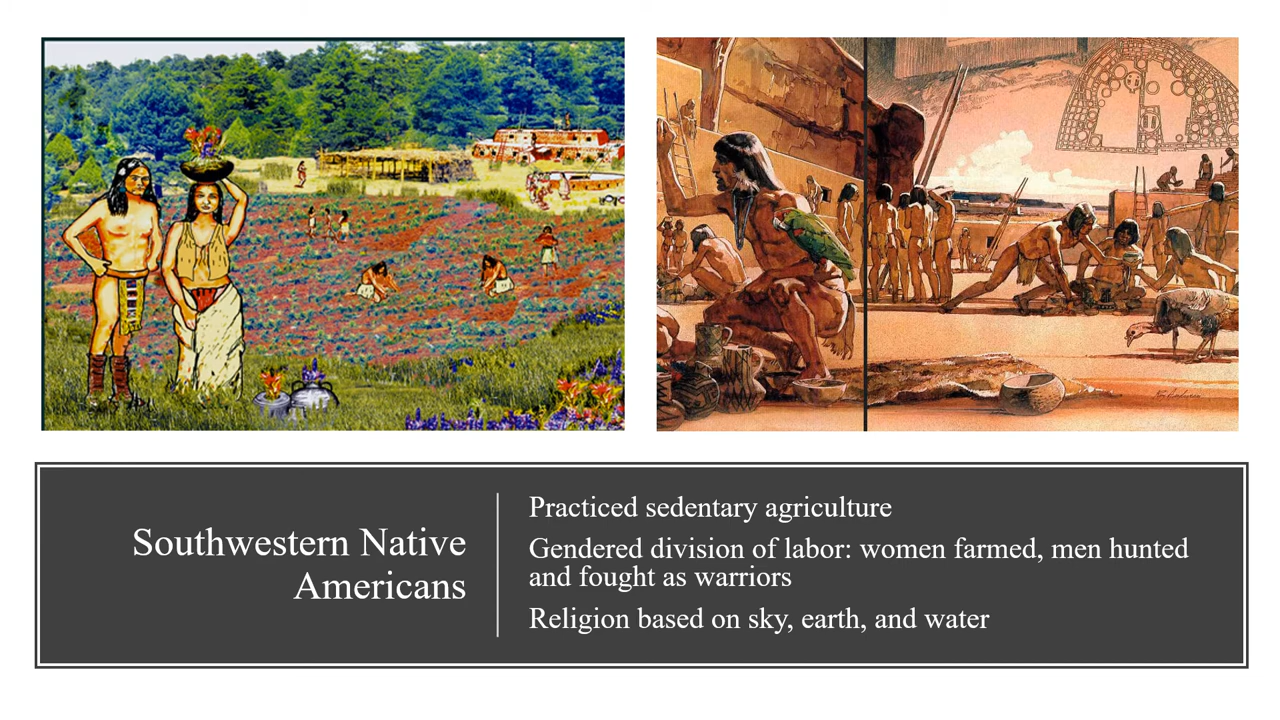 Southwestern Native
Americans
Practiced sedentary agriculture
Gendered division of labor: women farmed, men hunted
and fought as warriors
Religion based on sky, earth, and water